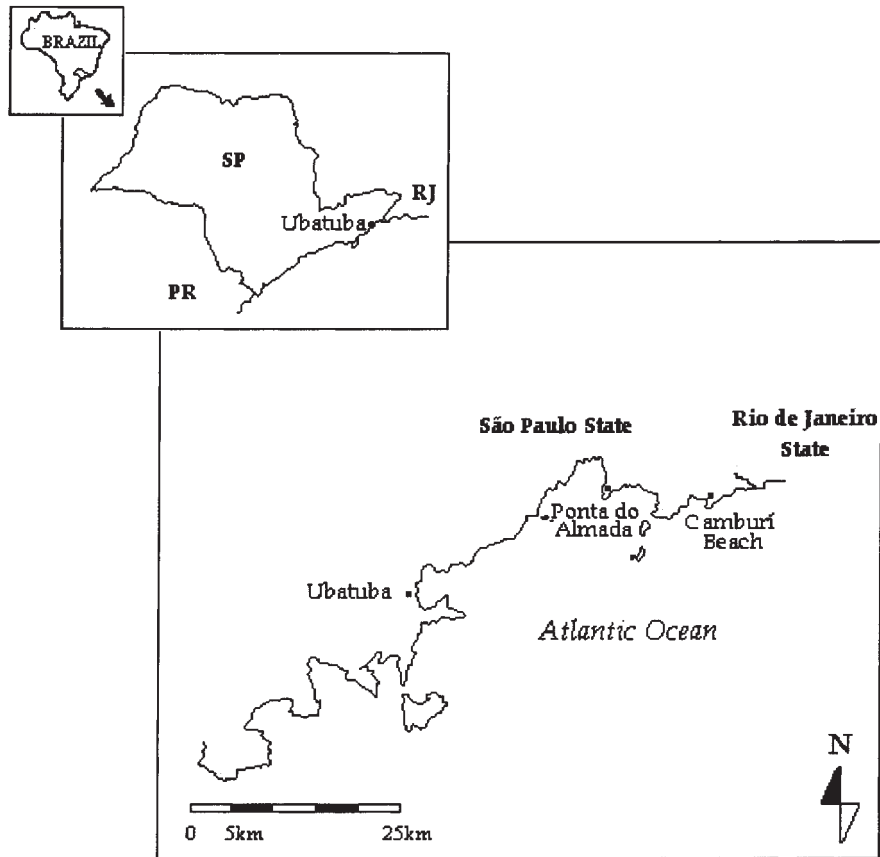 BRAZIL
SP
RJ
Ubatuba
PR
São Paulo State
Rio de Janeiro
State
Ponta do
Almada
Camburí
Beach
Ubatuba
Atlantic Ocean
N
0 5km 25km